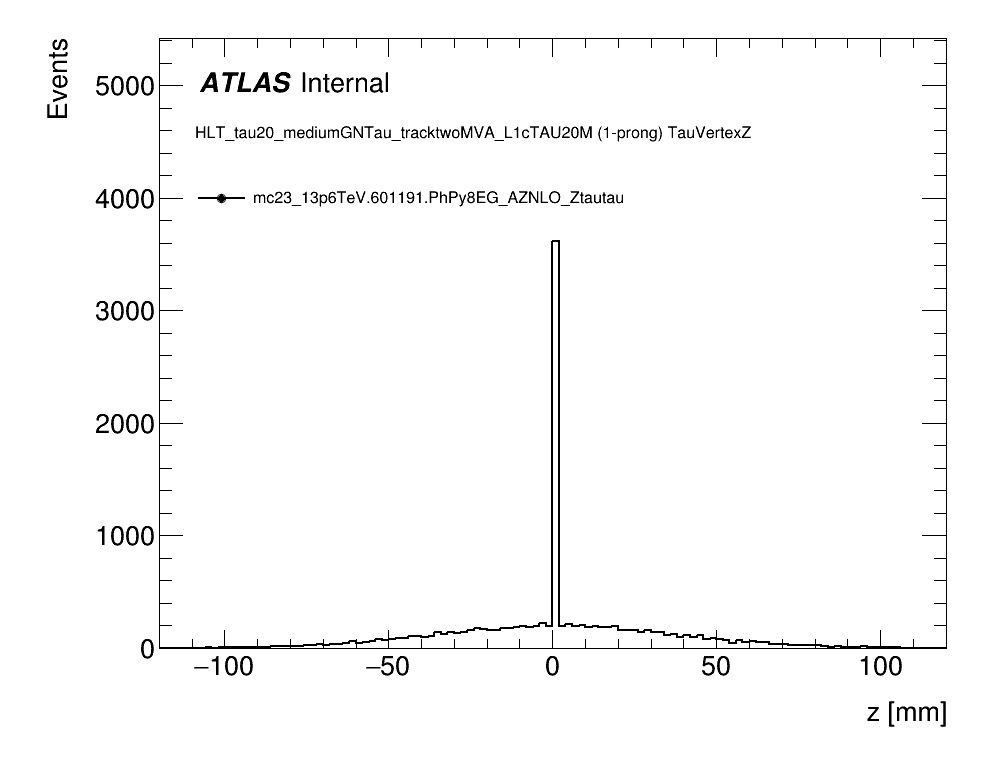 Events
5000
4000
3000
2000
1000
0
ATLAS Internal
HLT_tau20_mediumGNTau_tracktwoMVA_L1cTAU20M (1-prong) TauVertexZ
mc23_13p6TeV.601191.PhPy8EG_AZNLO_Ztautau
−100 −50 0 50 100
z [mm]